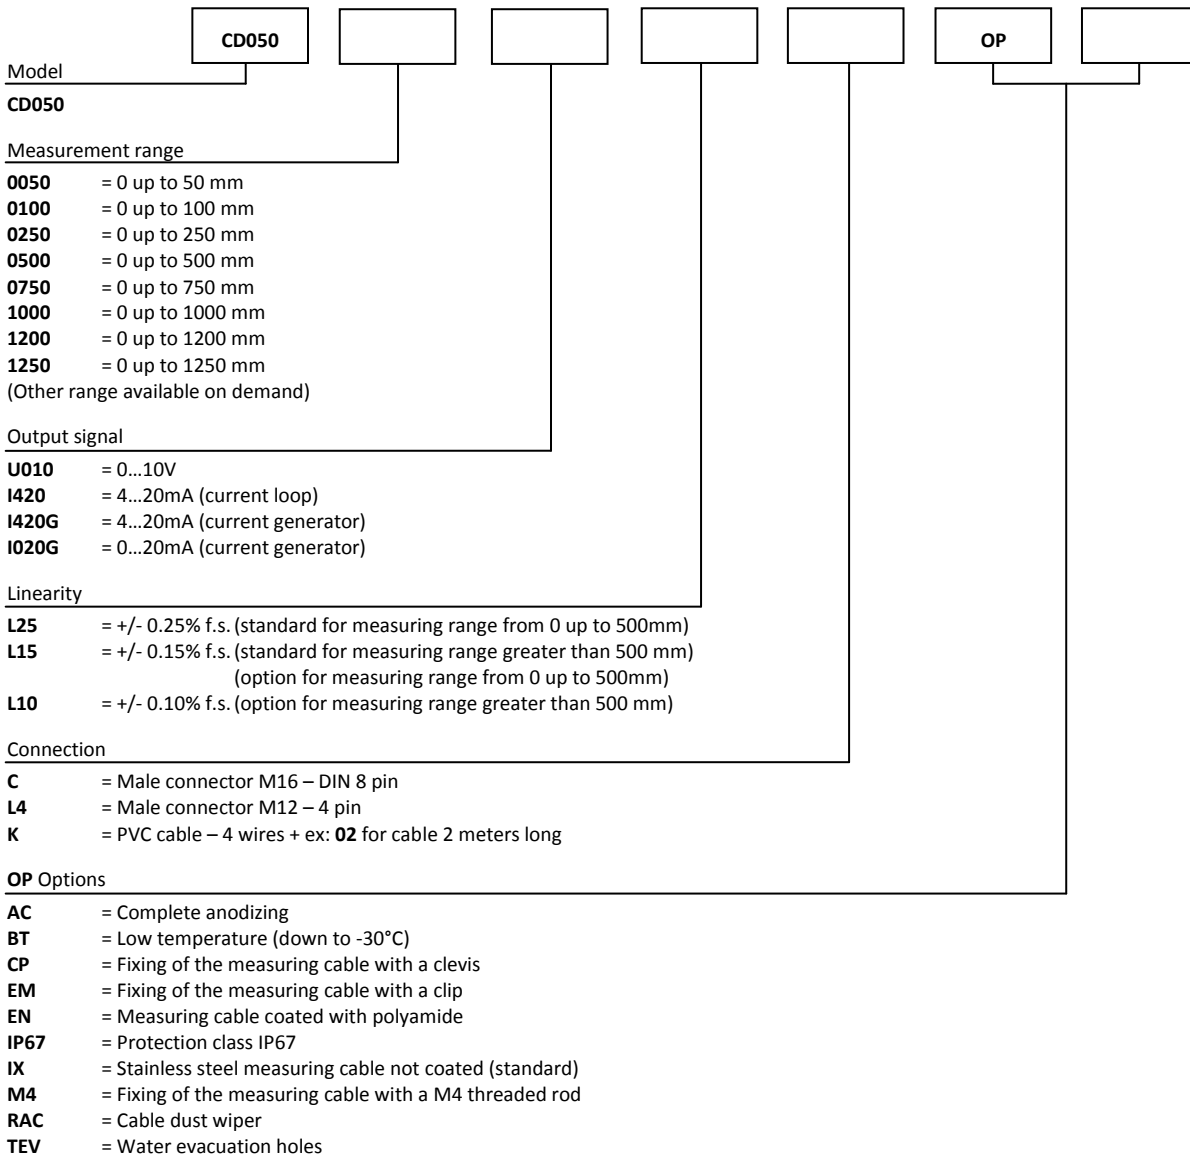 CD050 OP
Model
CD050
Measurement range
0050 = 0 up to 50 mm
0100 = 0 up to 100 mm
0250 = 0 up to 250 mm
0500 = 0 up to 500 mm
0750 = 0 up to 750 mm
1000 = 0 up to 1000 mm
1200 = 0 up to 1200 mm
1250 = 0 up to 1250 mm
(Other range available on demand)
Output signal
U010 = 0…10V
I420 = 4…20mA (current loop)
I420G = 4…20mA (current generator)
I020G = 0…20mA (current generator)
Linearity
L25 = +/- 0.25% f.s. (standard for measuring range from 0 up to 500mm)
L15 = +/- 0.15% f.s. (standard for measuring range greater than 500 mm)
(option for measuring range from 0 up to 500mm)
L10 = +/- 0.10% f.s. (option for measuring range greater than 500 mm)
Connection
C = Male connector M16 – DIN 8 pin
L4 = Male connector M12 – 4 pin
K = PVC cable – 4 wires + ex: 02 for cable 2 meters long
OP Options
AC = Complete anodizing
BT = Low temperature (down to -30°C)
CP = Fixing of the measuring cable with a clevis
EM = Fixing of the measuring cable with a clip
EN = Measuring cable coated with polyamide
IP67 = Protection class IP67
IX = Stainless steel measuring cable not coated (standard)
M4 = Fixing of the measuring cable with a M4 threaded rod
RAC = Cable dust wiper
TEV = Water evacuation holes